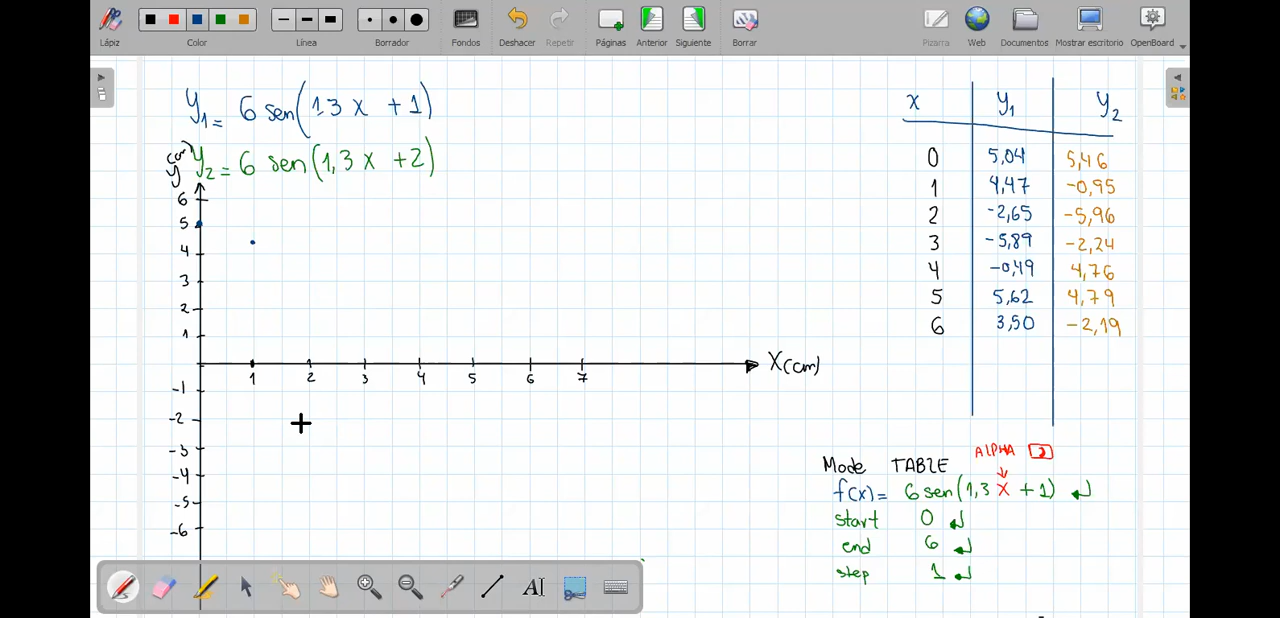 Lápiz Color Línea Borrador Fondos Deshacer Repetir Páginas Anterior Siguiente Borrar Pizarra Web Documentos Mostrar escritorio OpenBoard
y₁ = 6 sen(1,3 x + 1)
y₂ = 6 sen(1,3 x + 2)
(cm)
y
6
5
4
3
2
1
-1
-2
-3
-4
-5
-6
1 2 3 4 5 6 7
X(cm)
x y₁ y₂
0 5,04 5,46
1 4,47 -0,95
2 -2,65 -5,96
3 -5,89 -2,24
4 -0,49 4,76
5 5,62 4,79
6 3,50 -2,19
ALPHA )
Mode TABLE
f(x) = 6 sen(1,3 X + 1) ↵
start 0 ↵
end 6 ↵
step 1 ↵
AI